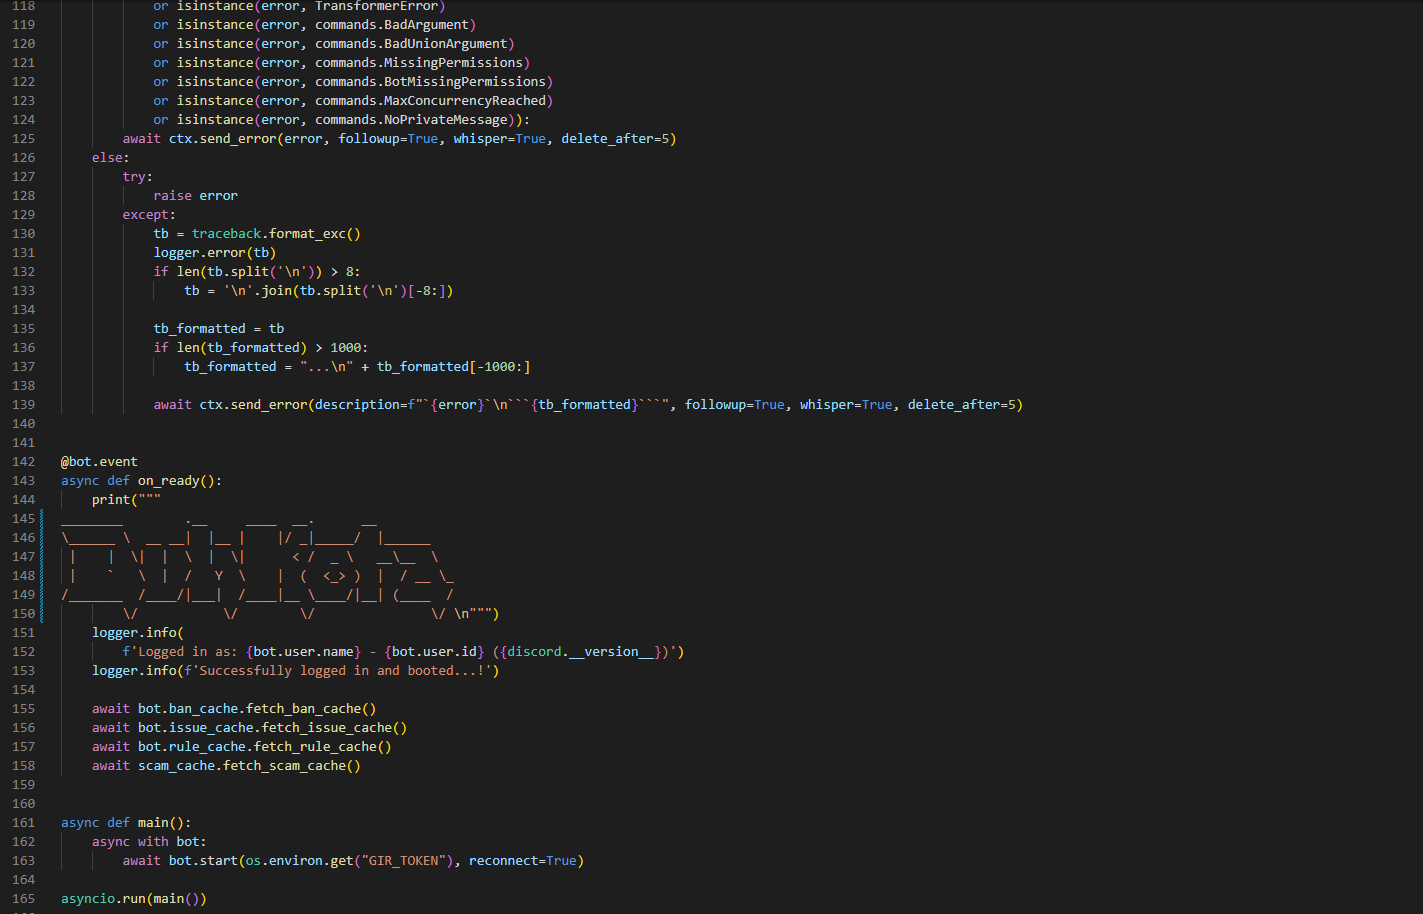 118 or isinstance(error, TransformerError)
119 or isinstance(error, commands.BadArgument)
120 or isinstance(error, commands.BadUnionArgument)
121 or isinstance(error, commands.MissingPermissions)
122 or isinstance(error, commands.BotMissingPermissions)
123 or isinstance(error, commands.MaxConcurrencyReached)
124 or isinstance(error, commands.NoPrivateMessage)):
125 await ctx.send_error(error, followup=True, whisper=True, delete_after=5)
126 else:
127 try:
128 raise error
129 except:
130 tb = traceback.format_exc()
131 logger.error(tb)
132 if len(tb.split('\n')) > 8:
133 tb = '\n'.join(tb.split('\n')[-8:])
134
135 tb_formatted = tb
136 if len(tb_formatted) > 1000:
137 tb_formatted = "...\n" + tb_formatted[-1000:]
138
139 await ctx.send_error(description=f"`{error}`\n```{tb_formatted}```", followup=True, whisper=True, delete_after=5)
140
141
142 @bot.event
143 async def on_ready():
144 print("""
145 ________        .__     ____  __.      __
146 \______ \  __ __|  |__ |    |/ _|_____/  |______
147  |    |  \|  |  \  |  \|      < /  _ \   __\__  \
148  |    `   \  |  /   Y  \    |  (  <_> )  |  / __ \_
149 /_______  /____/|___|  /____|__ \____/|__| (____  /
150         \/           \/        \/               \/ \n""")
151 logger.info(
152 f'Logged in as: {bot.user.name} - {bot.user.id} ({discord.__version__})')
153 logger.info(f'Successfully logged in and booted...!')
154
155 await bot.ban_cache.fetch_ban_cache()
156 await bot.issue_cache.fetch_issue_cache()
157 await bot.rule_cache.fetch_rule_cache()
158 await scam_cache.fetch_scam_cache()
159
160
161 async def main():
162 async with bot:
163 await bot.start(os.environ.get("GIR_TOKEN"), reconnect=True)
164
165 asyncio.run(main())